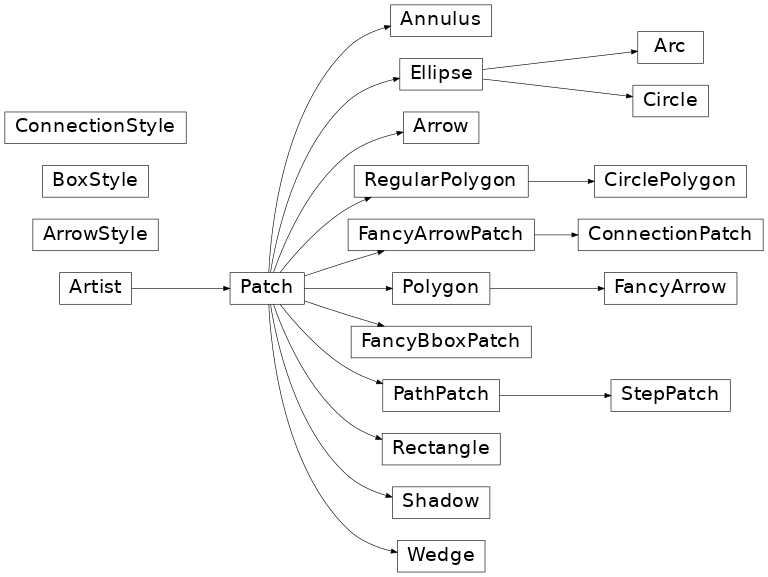 Annulus
Arc
Ellipse
Circle
ConnectionStyle
Arrow
BoxStyle
RegularPolygon
CirclePolygon
ArrowStyle
FancyArrowPatch
ConnectionPatch
Artist
Patch
Polygon
FancyArrow
FancyBboxPatch
PathPatch
StepPatch
Rectangle
Shadow
Wedge